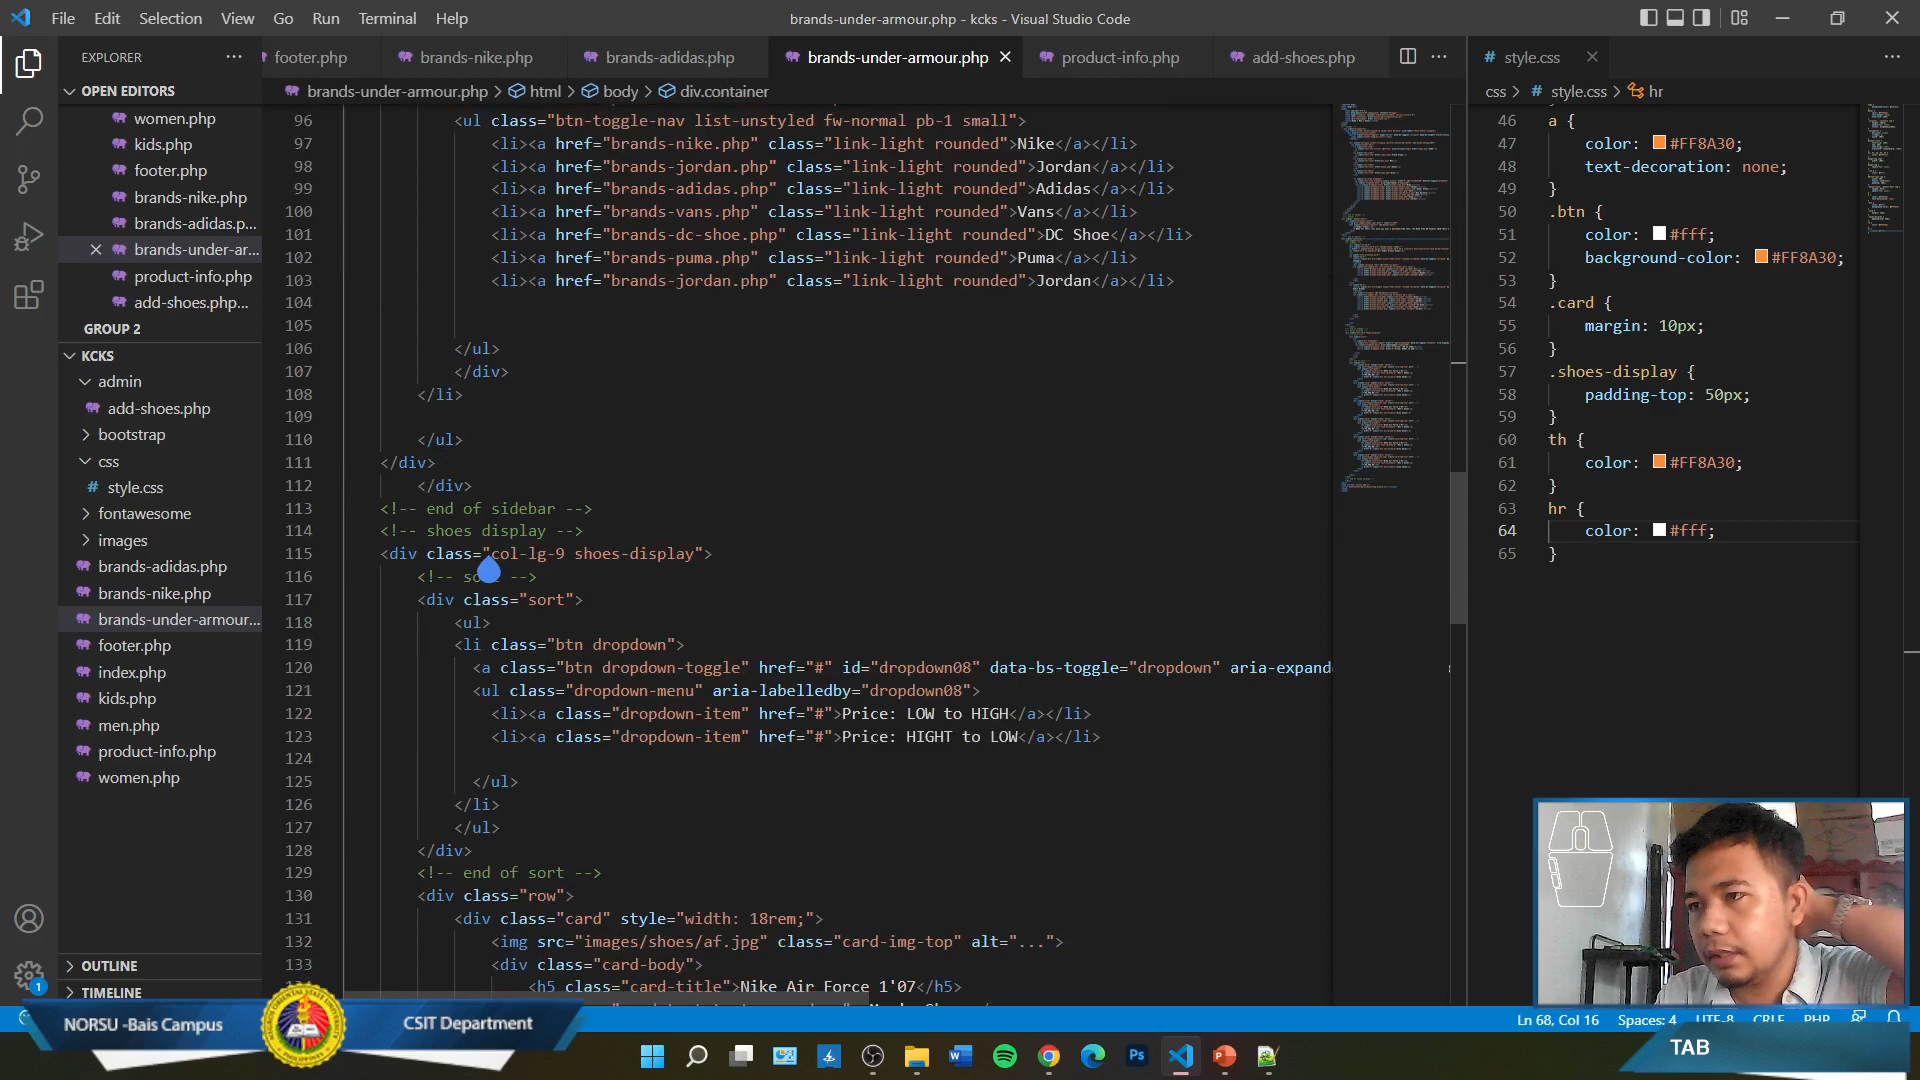 File Edit Selection View Go Run Terminal Help
brands-under-armour.php - kcks - Visual Studio Code
EXPLORER
OPEN EDITORS
women.php
kids.php
footer.php
brands-nike.php
brands-adidas.p...
brands-under-ar...
product-info.php
add-shoes.php...
GROUP 2
KCKS
admin
add-shoes.php
bootstrap
css
style.css
fontawesome
images
brands-adidas.php
brands-nike.php
brands-under-armour...
footer.php
index.php
kids.php
men.php
product-info.php
women.php
OUTLINE
TIMELINE
1
footer.php brands-nike.php brands-adidas.php brands-under-armour.php product-info.php add-shoes.php
brands-under-armour.php > html > body > div.container
96 <ul class="btn-toggle-nav list-unstyled fw-normal pb-1 small">
97 <li><a href="brands-nike.php" class="link-light rounded">Nike</a></li>
98 <li><a href="brands-jordan.php" class="link-light rounded">Jordan</a></li>
99 <li><a href="brands-adidas.php" class="link-light rounded">Adidas</a></li>
100 <li><a href="brands-vans.php" class="link-light rounded">Vans</a></li>
101 <li><a href="brands-dc-shoe.php" class="link-light rounded">DC Shoe</a></li>
102 <li><a href="brands-puma.php" class="link-light rounded">Puma</a></li>
103 <li><a href="brands-jordan.php" class="link-light rounded">Jordan</a></li>
104
105
106 </ul>
107 </div>
108 </li>
109
110 </ul>
111 </div>
112 </div>
113 <!-- end of sidebar -->
114 <!-- shoes display -->
115 <div class="col-lg-9 shoes-display">
116 <!-- -->
117 <div class="sort">
118 <ul>
119 <li class="btn dropdown">
120 <a class="btn dropdown-toggle" href="#" id="dropdown08" data-bs-toggle="dropdown" aria-expand
121 <ul class="dropdown-menu" aria-labelledby="dropdown08">
122 <li><a class="dropdown-item" href="#">Price: LOW to HIGH</a></li>
123 <li><a class="dropdown-item" href="#">Price: HIGHT to LOW</a></li>
124
125 </ul>
126 </li>
127 </ul>
128 </div>
129 <!-- end of sort -->
130 <div class="row">
131 <div class="card" style="width: 18rem;">
132 <img src="images/shoes/af.jpg" class="card-img-top" alt="...">
133 <div class="card-body">
<h5 class="card-title">Nike Air Force 1'07</h5>
style.css
css > style.css > hr
46 a {
47 color: #FF8A30;
48 text-decoration: none;
49 }
50 .btn {
51 color: #fff;
52 background-color: #FF8A30;
53 }
54 .card {
55 margin: 10px;
56 }
57 .shoes-display {
58 padding-top: 50px;
59 }
60 th {
61 color: #FF8A30;
62 }
63 hr {
64 color: #fff;
65 }
Ln 68, Col 16 Spaces: 4 UTF-8 CRLF PHP
NORSU -Bais Campus
CSIT Department
TAB